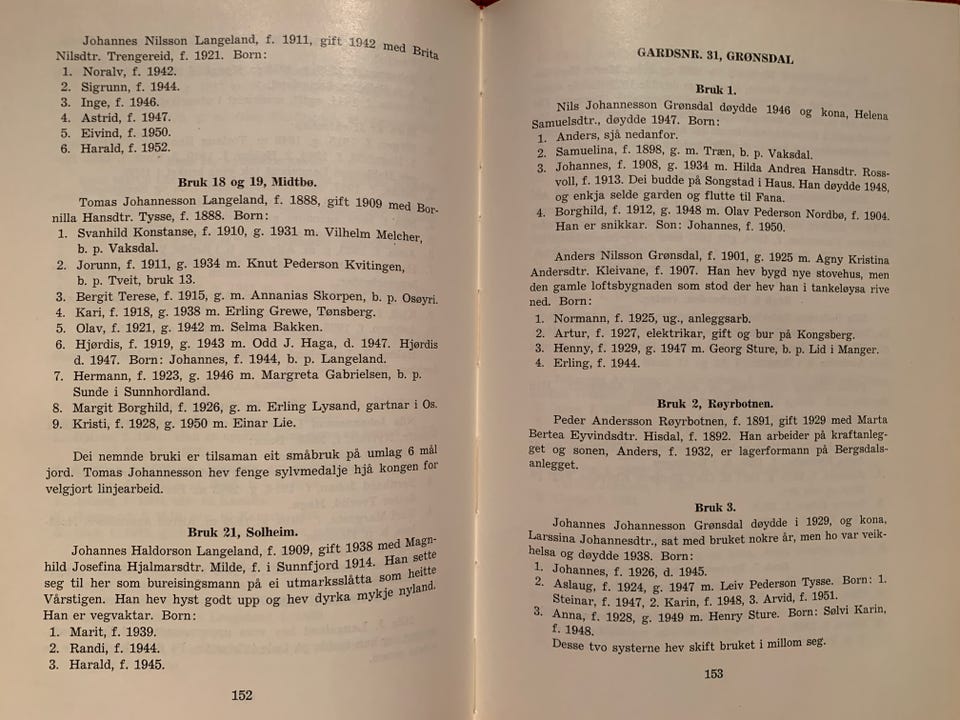 Johannes Nilsson Langeland, f. 1911, gift 1942 med Brita
Nilsdtr. Trengereid, f. 1921. Born:
1. Noralv, f. 1942.
2. Sigrunn, f. 1944.
3. Inge, f. 1946.
4. Astrid, f. 1947.
5. Eivind, f. 1950.
6. Harald, f. 1952.
Bruk 18 og 19, Midtbø.
Tomas Johannesson Langeland, f. 1888, gift 1909 med Bor-
nilla Hansdtr. Tysse, f. 1888. Born:
1. Svanhild Konstanse, f. 1910, g. 1931 m. Vilhelm Melcher,
b. p. Vaksdal.
2. Jorunn, f. 1911, g. 1934 m. Knut Pederson Kvitingen,
b. p. Tveit, bruk 13.
3. Bergit Terese, f. 1915, g. m. Annanias Skorpen, b. p. Osøyri.
4. Kari, f. 1918, g. 1938 m. Erling Grewe, Tønsberg.
5. Olav, f. 1921, g. 1942 m. Selma Bakken.
6. Hjørdis, f. 1919, g. 1943 m. Odd J. Haga, d. 1947. Hjørdis
d. 1947. Born: Johannes, f. 1944, b. p. Langeland.
7. Hermann, f. 1923, g. 1946 m. Margreta Gabrielsen, b. p.
Sunde i Sunnhordland.
8. Margit Borghild, f. 1926, g. m. Erling Lysand, gartnar i Os.
9. Kristi, f. 1928, g. 1950 m. Einar Lie.
Dei nemnde bruki er tilsaman eit småbruk på umlag 6 mål
jord. Tomas Johannesson hev fenge sylvmedalje hjå kongen for
velgjort linjearbeid.
Bruk 21, Solheim.
Johannes Haldorson Langeland, f. 1909, gift 1938 med Magn-
hild Josefina Hjalmarsdtr. Milde, f. i Sunnfjord 1914. Han sette
seg til her som bureisingsmann på ei utmarksslåtta som heitte
Vårstigen. Han hev hyst godt upp og hev dyrka mykje nyland.
Han er vegvaktar. Born:
1. Marit, f. 1939.
2. Randi, f. 1944.
3. Harald, f. 1945.
152
GARDSNR. 31, GRØNSDAL
Bruk 1.
Nils Johannesson Grønsdal døydde 1946 og kona, Helena
Samuelsdtr., døydde 1947. Born:
1. Anders, sjå nedanfor.
2. Samuelina, f. 1898, g. m. Træn, b. p. Vaksdal.
3. Johannes, f. 1908, g. 1934 m. Hilda Andrea Hansdtr. Ross-
voll, f. 1913. Dei budde på Songstad i Haus. Han døydde 1948,
og enkja selde garden og flutte til Fana.
4. Borghild, f. 1912, g. 1948 m. Olav Pederson Nordbø, f. 1904.
Han er snikkar. Son: Johannes, f. 1950.
Anders Nilsson Grønsdal, f. 1901, g. 1925 m. Agny Kristina
Andersdtr. Kleivane, f. 1907. Han hev bygd nye stovehus, men
den gamle loftsbygnaden som stod der hev han i tankeløysa rive
ned. Born:
1. Normann, f. 1925, ug., anleggsarb.
2. Artur, f. 1927, elektrikar, gift og bur på Kongsberg.
3. Henny, f. 1929, g. 1947 m. Georg Sture, b. p. Lid i Manger.
4. Erling, f. 1944.
Bruk 2, Røyrbotnen.
Peder Andersson Røyrbotnen, f. 1891, gift 1929 med Marta
Bertea Eyvindsdtr. Hisdal, f. 1892. Han arbeider på kraftanleg-
get og sonen, Anders, f. 1932, er lagerformann på Bergsdals-
anlegget.
Bruk 3.
Johannes Johannesson Grønsdal døydde i 1929, og kona,
Larssina Johannesdtr., sat med bruket nokre år, men ho var veik-
helsa og døydde 1938. Born:
1. Johannes, f. 1926, d. 1945.
2. Aslaug, f. 1924, g. 1947 m. Leiv Pederson Tysse. Born: 1.
Steinar, f. 1947, 2. Karin, f. 1948, 3. Arvid, f. 1951.
3. Anna, f. 1928, g. 1949 m. Henry Sture. Born: Sølvi Karin,
f. 1948.
Desse tvo systerne hev skift bruket i millom seg.
153